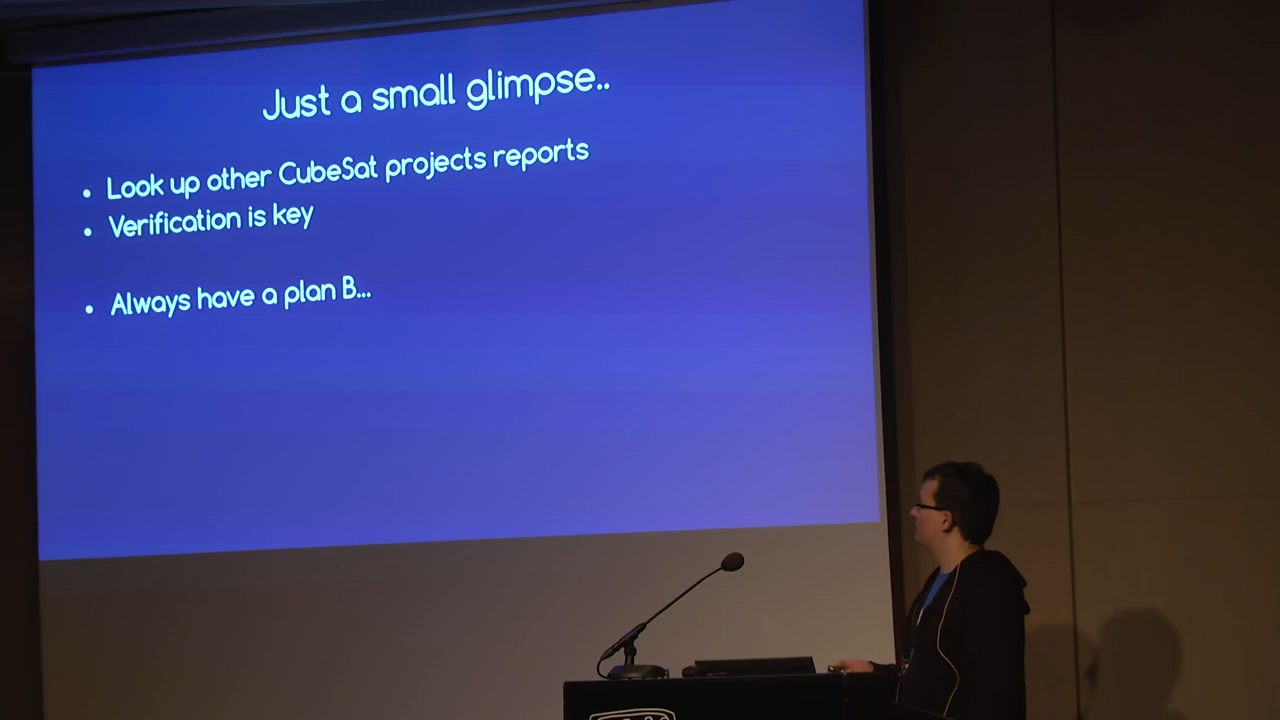 Just a small glimpse..
• Look up other CubeSat projects reports
• Verification is key
• Always have a plan B...